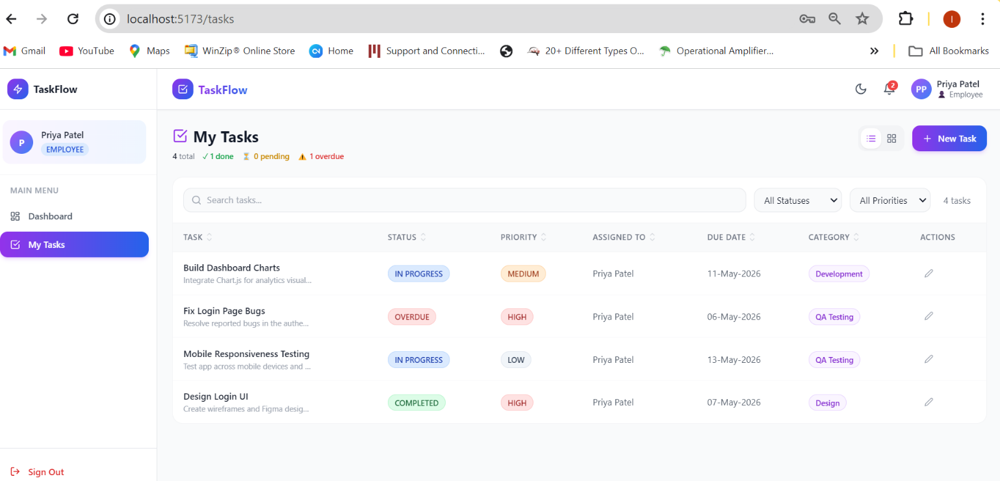 localhost:5173/tasks
I
Gmail YouTube Maps WinZip® Online Store Home Support and Connecti... 20+ Different Types O... Operational Amplifier... All Bookmarks
TaskFlow
TaskFlow
2
PP
Priya Patel
Employee
P
Priya Patel
EMPLOYEE
MAIN MENU
Dashboard
My Tasks
Sign Out
My Tasks
4 total ✓ 1 done ⏳ 0 pending ⚠ 1 overdue
+ New Task
Search tasks... All Statuses All Priorities 4 tasks
TASK STATUS PRIORITY ASSIGNED TO DUE DATE CATEGORY ACTIONS
Build Dashboard Charts
Integrate Chart.js for analytics visual...
IN PROGRESS MEDIUM Priya Patel 11-May-2026 Development
Fix Login Page Bugs
Resolve reported bugs in the authe...
OVERDUE HIGH Priya Patel 06-May-2026 QA Testing
Mobile Responsiveness Testing
Test app across mobile devices and ...
IN PROGRESS LOW Priya Patel 13-May-2026 QA Testing
Design Login UI
Create wireframes and Figma desig...
COMPLETED HIGH Priya Patel 07-May-2026 Design